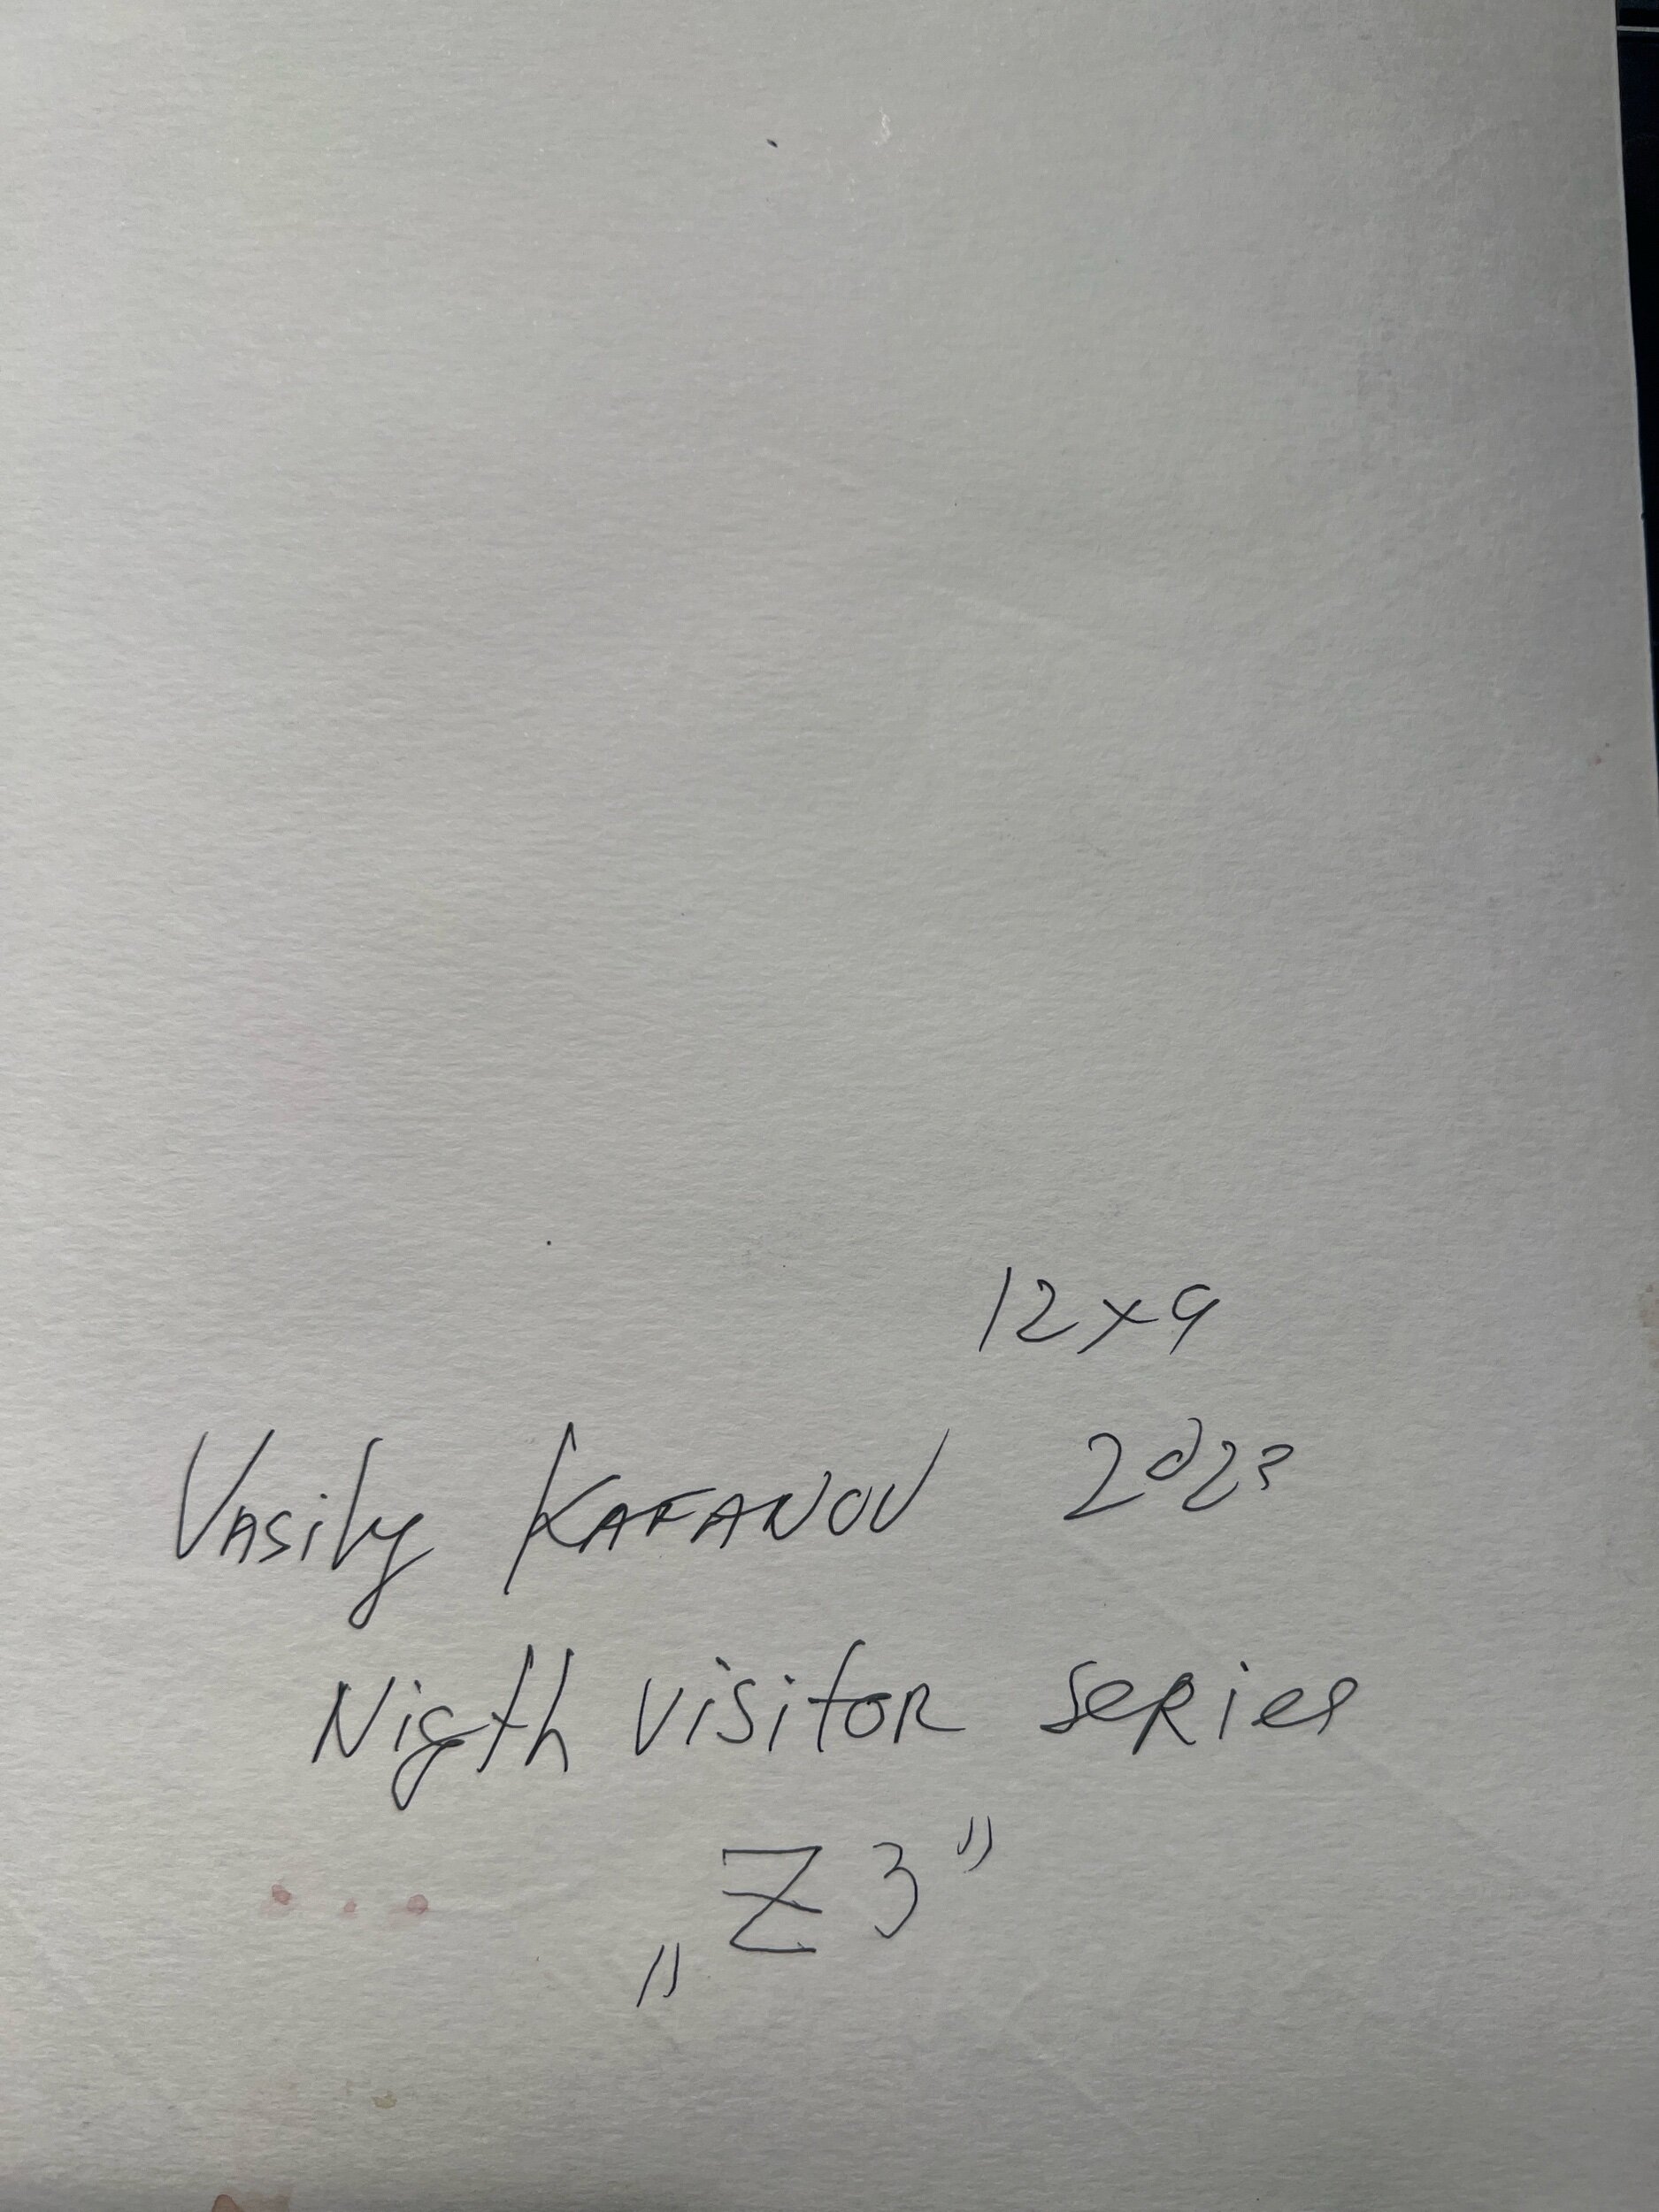 12x9
Vasily KAFANOV 2023
Nigth visitor series
„Z3”